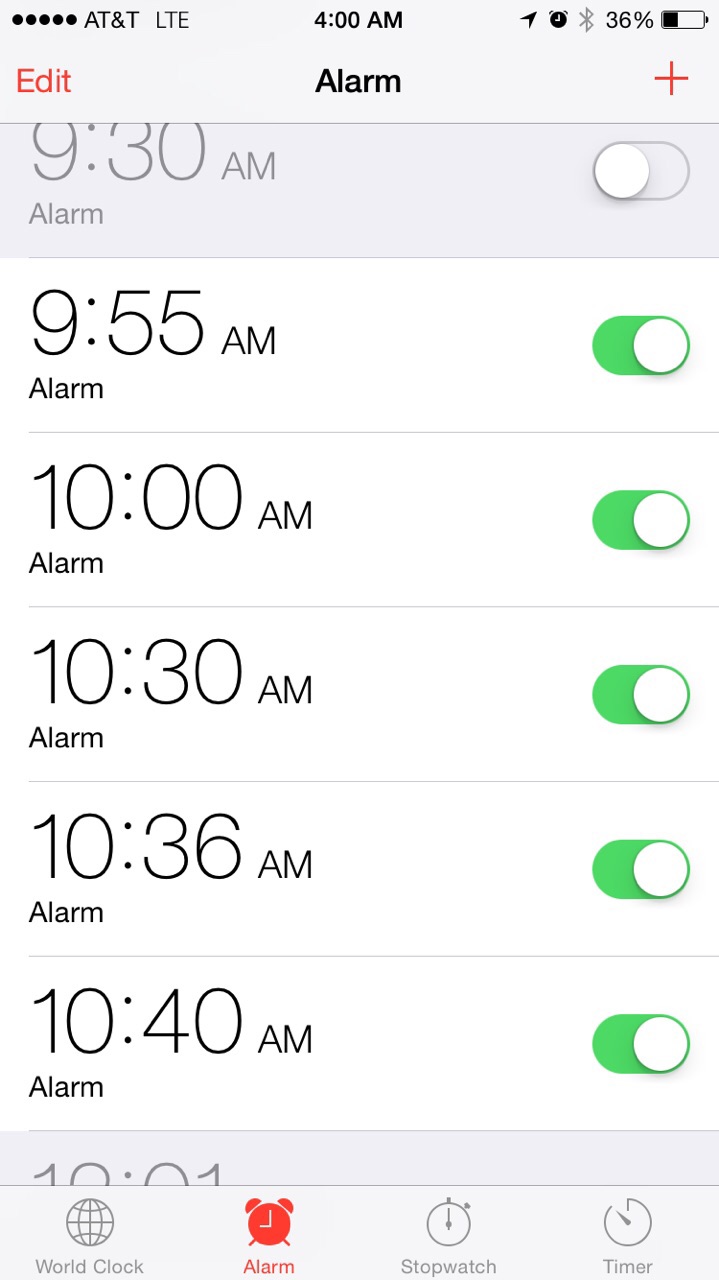 AT&T LTE 4:00 AM 36%
Edit Alarm +
9:30 AM
Alarm
9:55 AM
Alarm
10:00 AM
Alarm
10:30 AM
Alarm
10:36 AM
Alarm
10:40 AM
Alarm
World Clock Alarm Stopwatch Timer